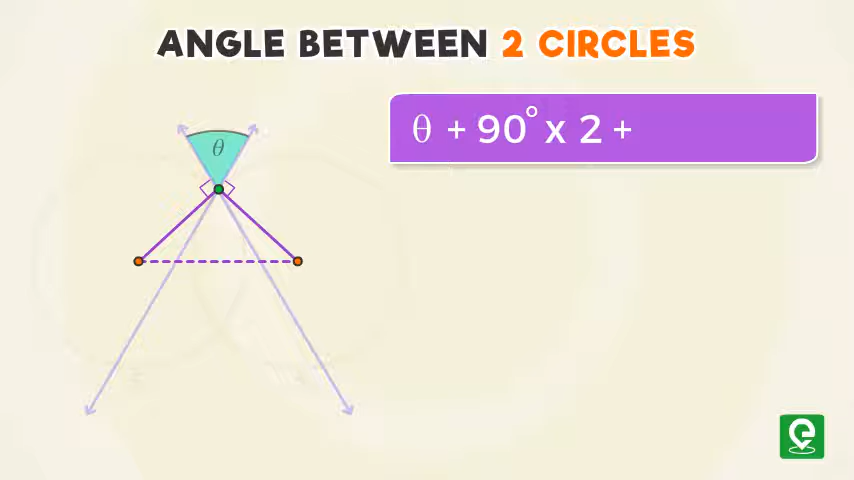 ANGLE BETWEEN 2 CIRCLES
θ + 90° x 2 +
θ